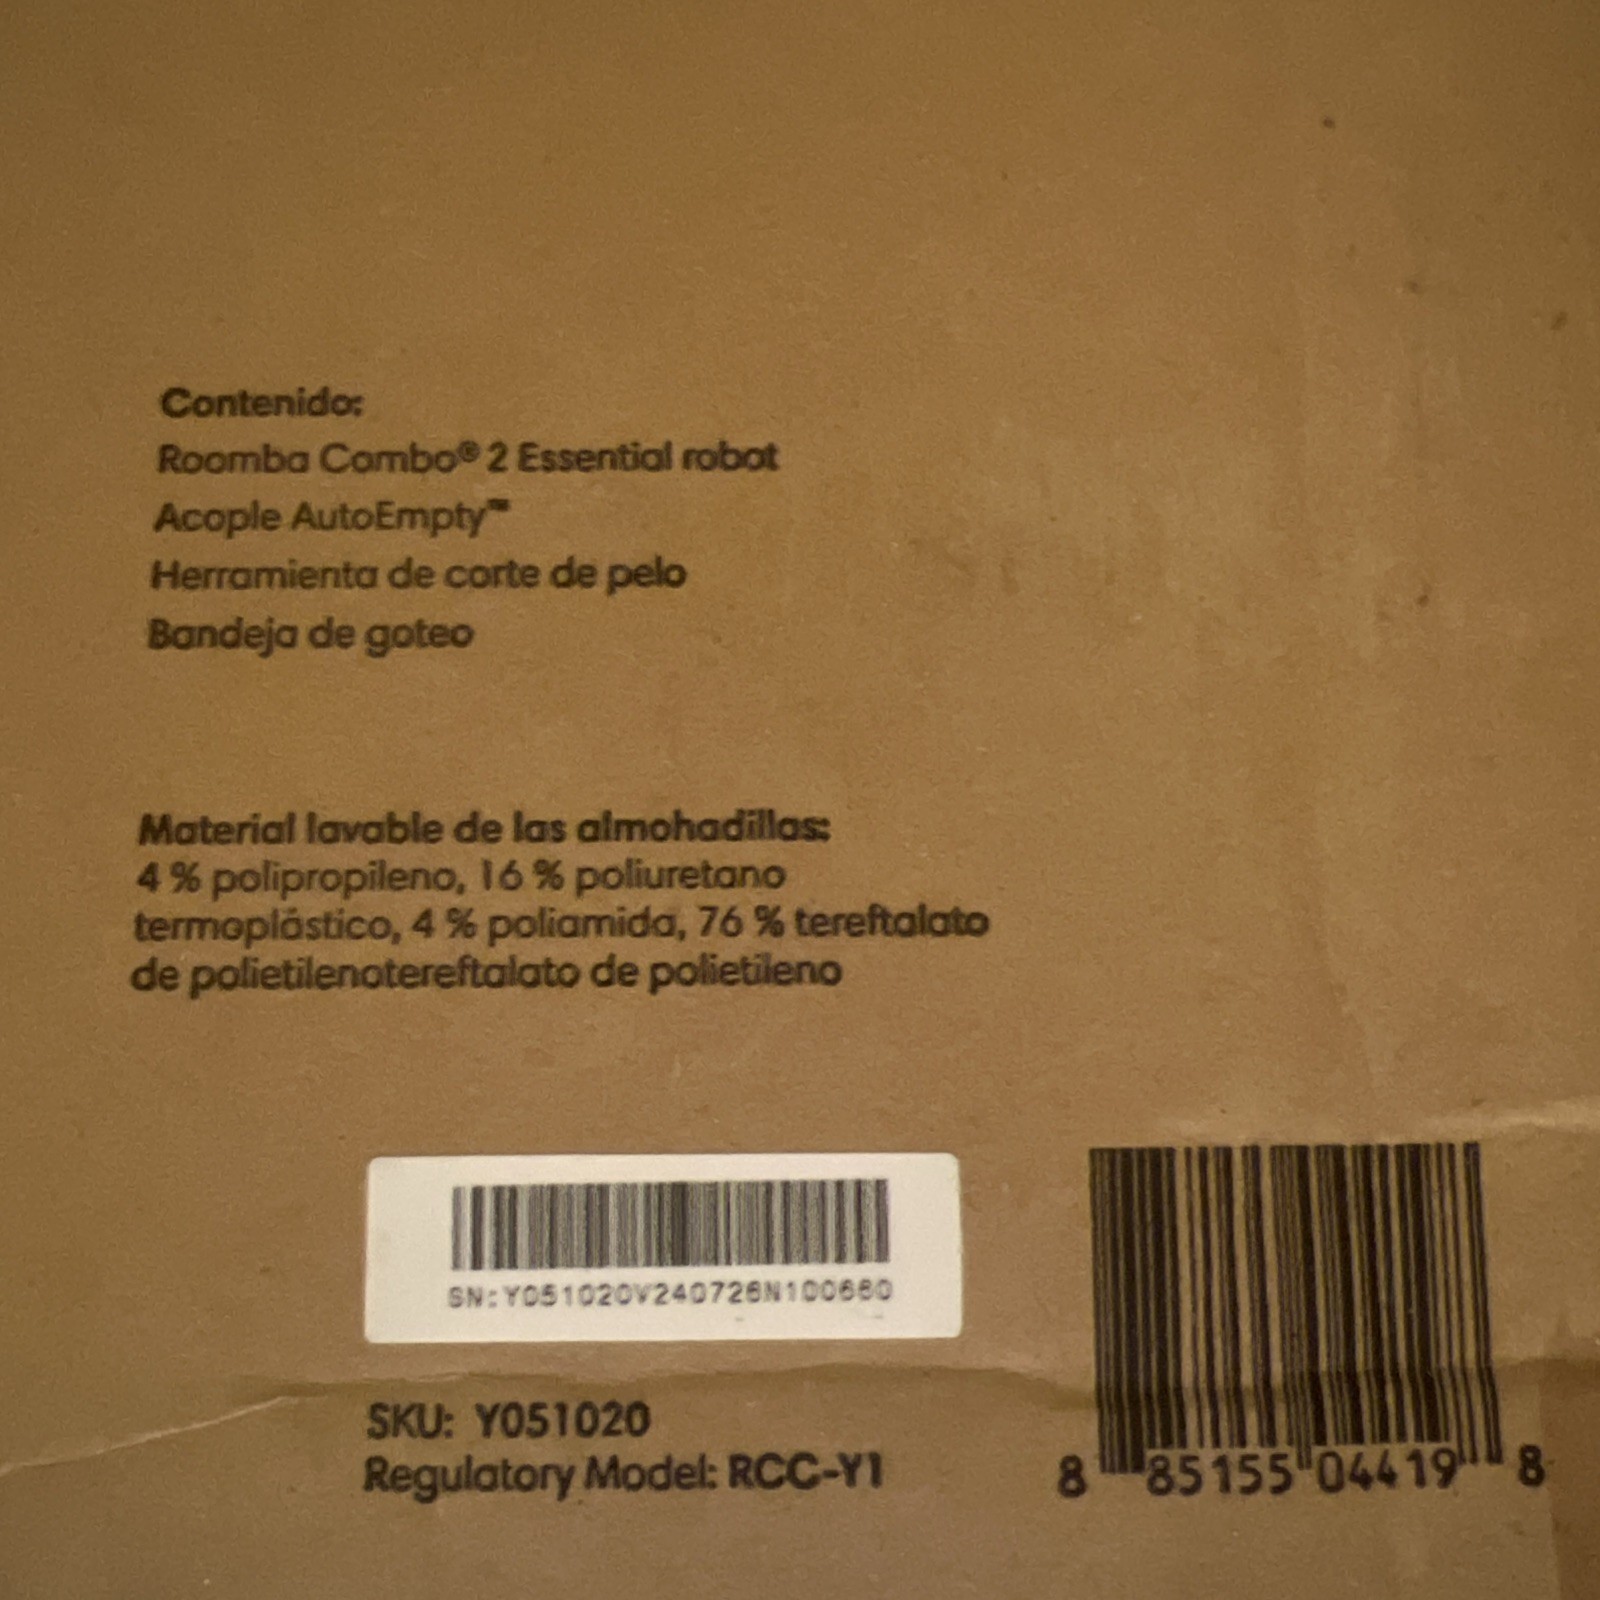 Contenido:
Roomba Combo® 2 Essential robot
Acople AutoEmpty™
Herramienta de corte de pelo
Bandeja de goteo
Material lavable de las almohadillas:
4 % polipropileno, 16 % poliuretano
termoplástico, 4 % poliamida, 76 % tereftalato
de polietilenotereftalato de polietileno
SN:Y051020V240726N100680
SKU: Y051020
Regulatory Model: RCC-Y1
8 85155 04419 8